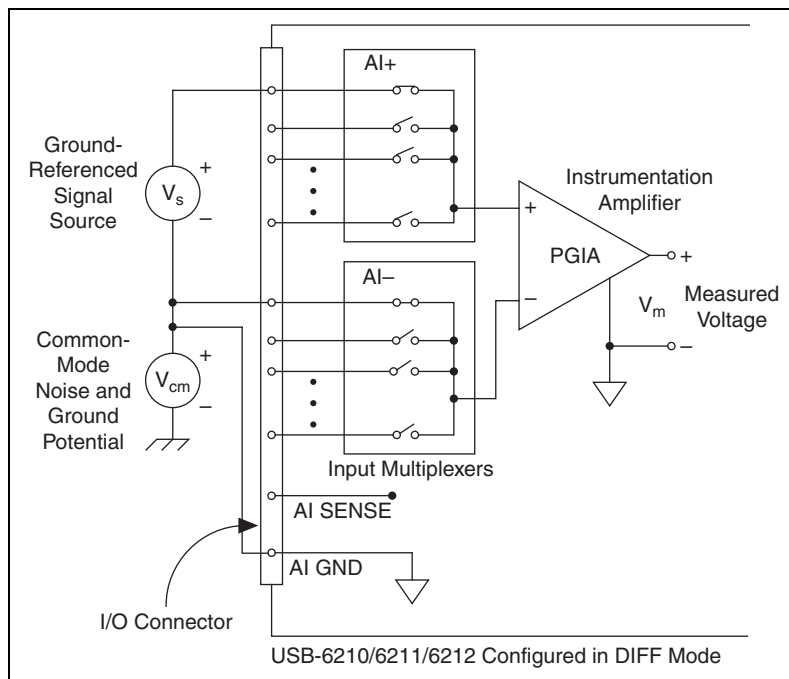 AI+
Ground-
Referenced
Signal
Source
+
Vs
–
Instrumentation
Amplifier
+
PGIA
–
+
Vm
Measured
Voltage
–
AI–
Common-
Mode
Noise and
Ground
Potential
+
Vcm
–
Input Multiplexers
AI SENSE
AI GND
I/O Connector
USB-6210/6211/6212 Configured in DIFF Mode